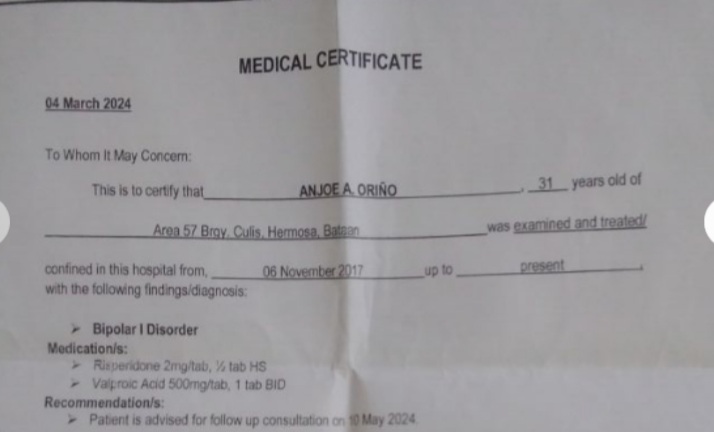 MEDICAL CERTIFICATE
04 March 2024
To Whom It May Concern:
This is to certify that ANJOE A. ORIÑO, 31 years old of
Area 57 Brgy. Culis, Hermosa, Bataan was examined and treated/
confined in this hospital from, 06 November 2017 up to present,
with the following findings/diagnosis:
➢ Bipolar I Disorder
Medication/s:
➢ Risperidone 2mg/tab, ½ tab HS
➢ Valproic Acid 500mg/tab, 1 tab BID
Recommendation/s:
➢ Patient is advised for follow up consultation on 10 May 2024